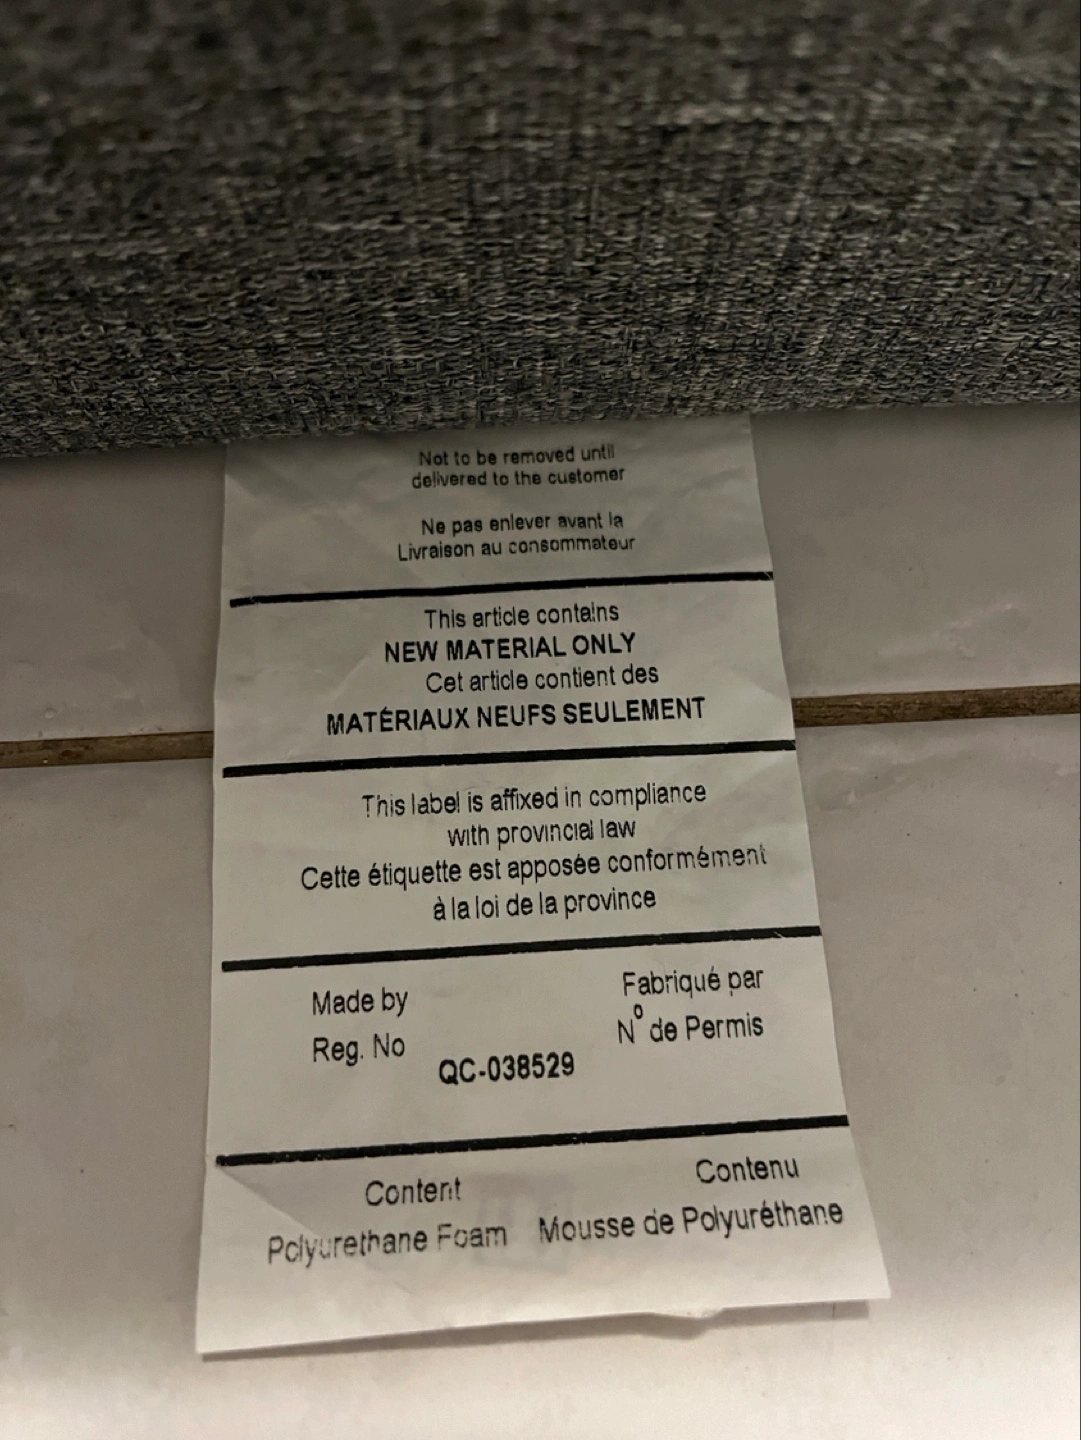 Not to be removed until
delivered to the customer
Ne pas enlever avant la
Livraison au consommateur
This article contains
NEW MATERIAL ONLY
Cet article contient des
MATÉRIAUX NEUFS SEULEMENT
This label is affixed in compliance
with provincial law
Cette étiquette est apposée conformément
à la loi de la province
Made by Fabriqué par
Reg. No Nº de Permis
QC-038529
Content Contenu
Polyurethane Foam Mousse de Polyuréthane